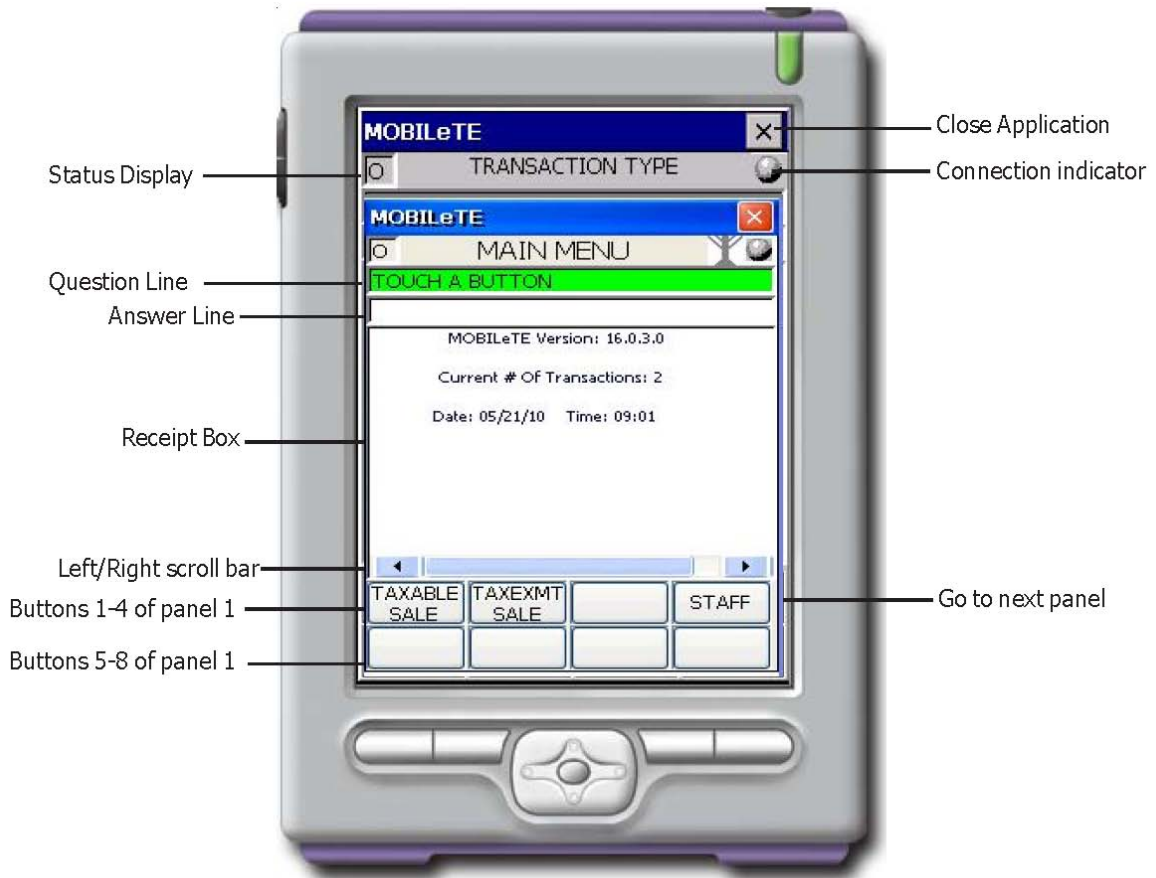 MOBILeTE
Close Application
Status Display
O TRANSACTION TYPE
Connection indicator
MOBILeTE
O MAIN MENU
Question Line
TOUCH A BUTTON
Answer Line
MOBILeTE Version: 16.0.3.0
Current # Of Transactions: 2
Date: 05/21/10 Time: 09:01
Receipt Box
Left/Right scroll bar
Buttons 1-4 of panel 1
TAXABLE SALE
TAXEXMT SALE
STAFF
Go to next panel
Buttons 5-8 of panel 1